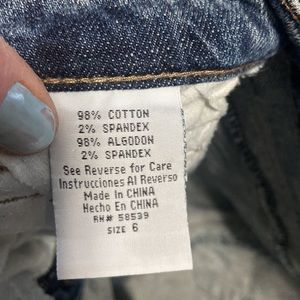 98% COTTON
2% SPANDEX
98% ALGODON
2% SPANDEX
See Reverse for Care
Instrucciones Al Reverso
Made In CHINA
Hecho En CHINA
RN# 58539
SIZE 6